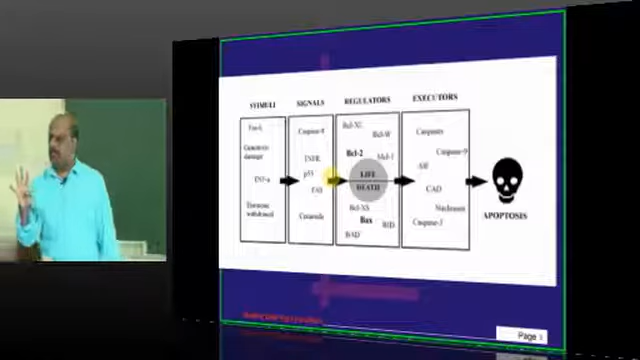 STIMULI
SIGNALS
REGULATORS
EXECUTORS
Fas-L
Genotoxic
damage
TNF-a
Hormone
withdrawal
Caspase-8
TNFR
p53
FAS
Ceramide
Bcl-XL
Bcl-W
Bcl-2
Mcl-1
LIFE
DEATH
Bcl-XS
Bax
BID
BAD
Caspases
Caspase-9
AIF
CAD
Nucleases
Caspase-3
APOPTOSIS
Page